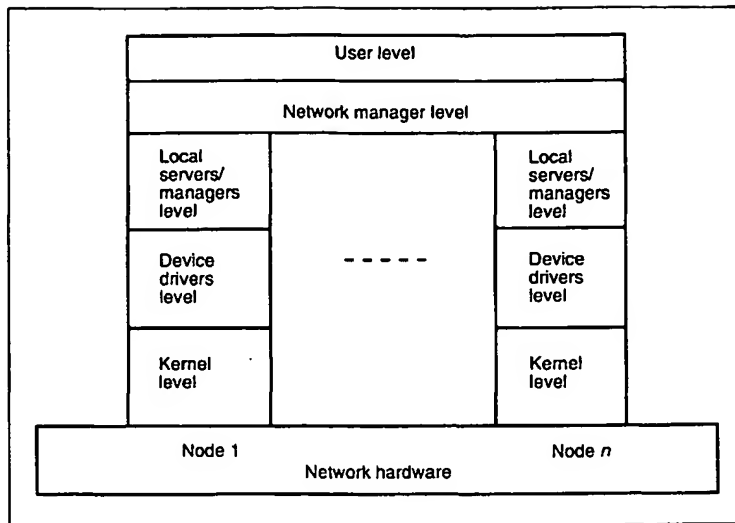 User level
Network manager level
Local
servers/
managers
level
Local
servers/
managers
level
Device
drivers
level
Device
drivers
level
Kernel
level
Kernel
level
Node 1
Node n
Network hardware